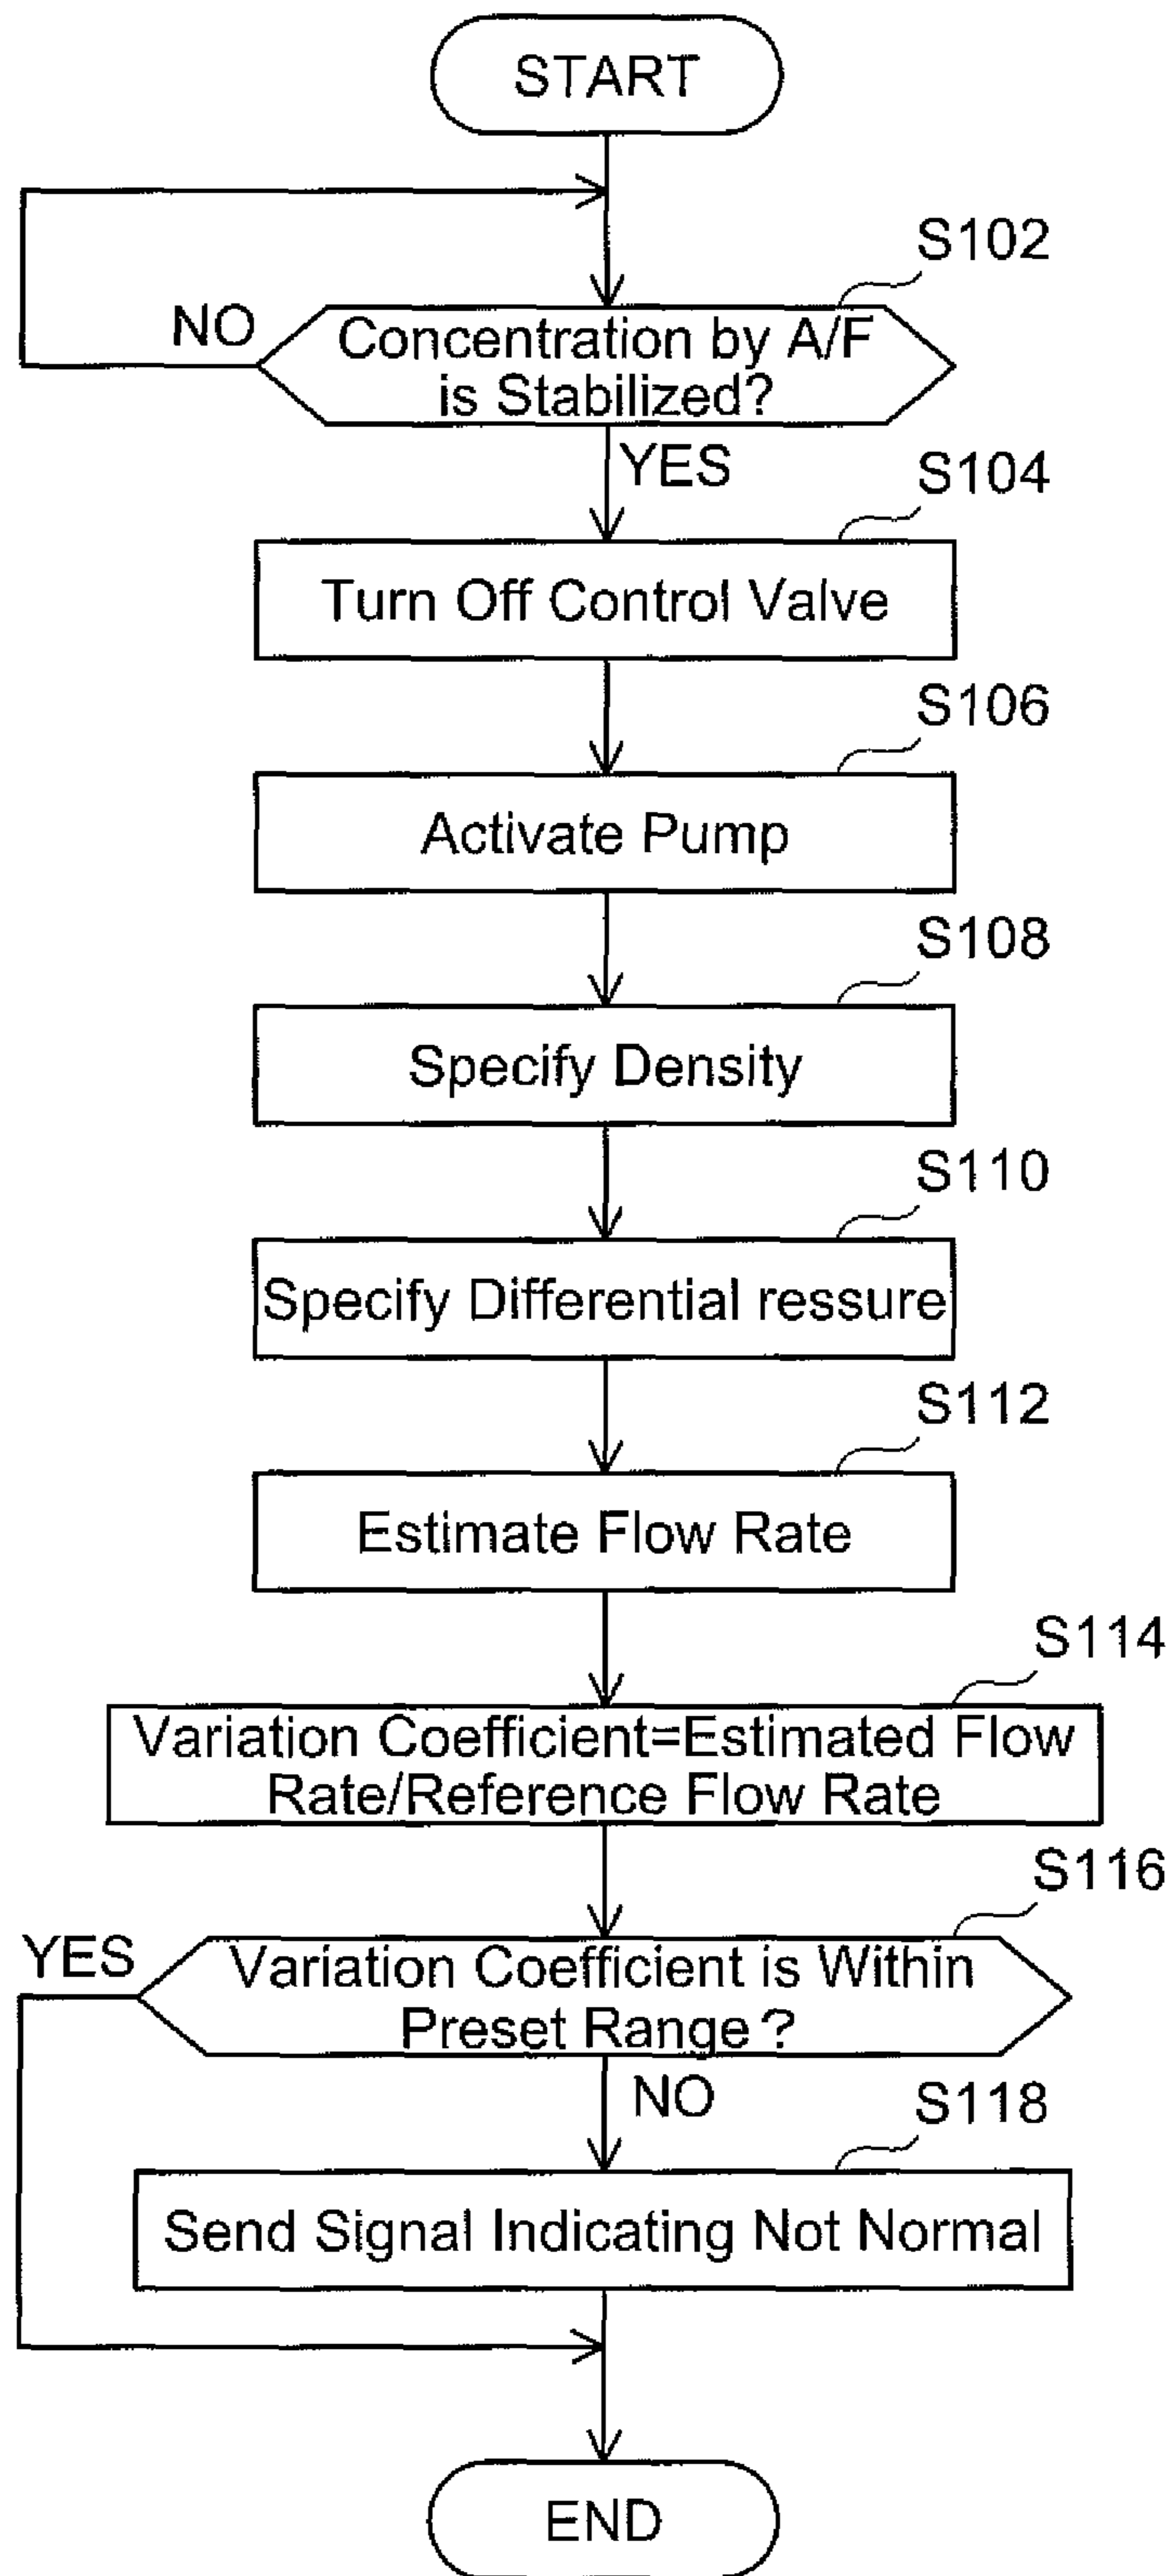 START
S102
NO
Concentration by A/F
is Stabilized?
YES
S104
Turn Off Control Valve
S106
Activate Pump
S108
Specify Density
S110
Specify Differential ressure
S112
Estimate Flow Rate
S114
Variation Coefficient=Estimated Flow
Rate/Reference Flow Rate
S116
YES
Variation Coefficient is Within
Preset Range?
NO
S118
Send Signal Indicating Not Normal
END